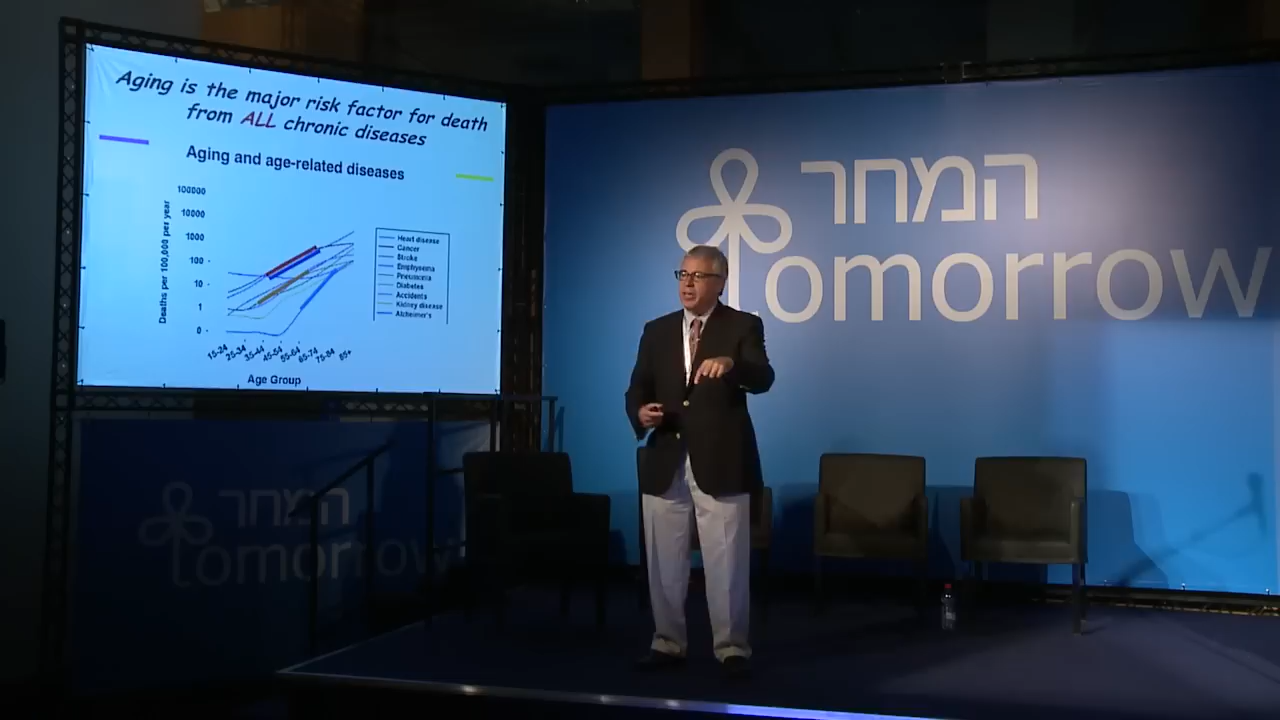 Aging is the major risk factor for death
from ALL chronic diseases
Aging and age-related diseases
Deaths per 100,000 per year
100000
10000
1000
100
10
1
0
Heart disease
Cancer
Stroke
Emphysema
Pneumonia
Diabetes
Accidents
Kidney disease
Alzheimer's
15-24
25-34
35-44
45-54
55-64
65-74
75-84
85+
Age Group
המחר
tomorrow
המחר
tomorrow